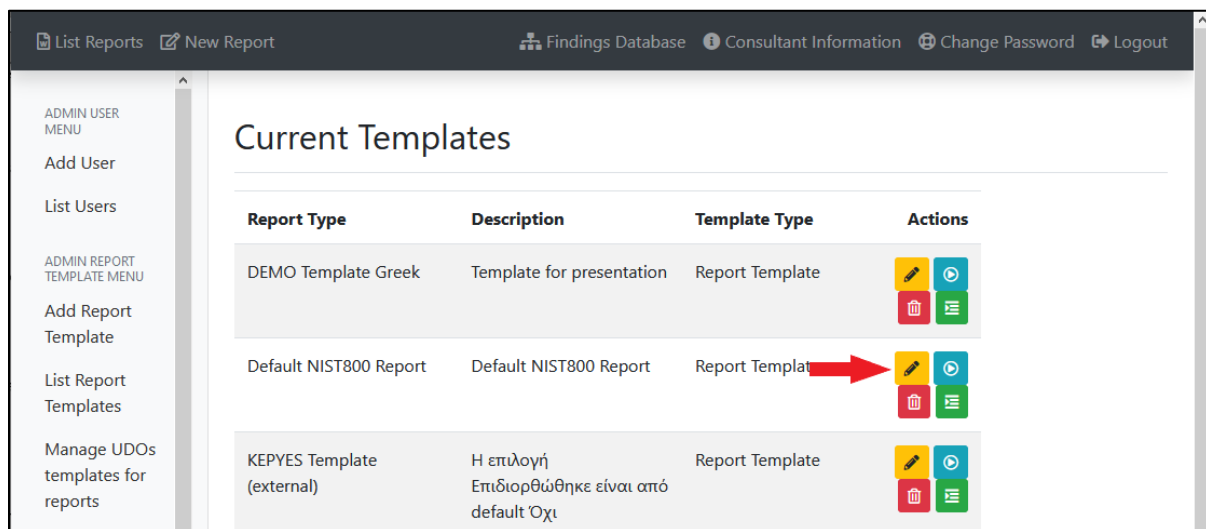 List Reports New Report Findings Database Consultant Information Change Password Logout
ADMIN USER
MENU
Add User
List Users
ADMIN REPORT
TEMPLATE MENU
Add Report
Template
List Report
Templates
Manage UDOs
templates for
reports
Current Templates
Report Type Description Template Type Actions
DEMO Template Greek Template for presentation Report Template
Default NIST800 Report Default NIST800 Report Report Templat
KEPYES Template Η επιλογή Report Template
(external) Επιδιορθώθηκε είναι από
default Όχι